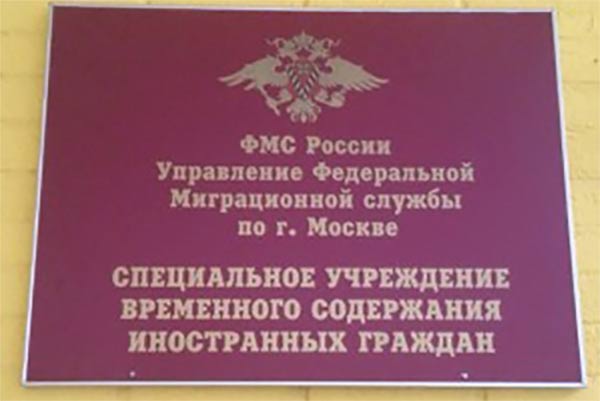 ФМС России
Управление Федеральной
Миграционной службы
по г. Москве
СПЕЦИАЛЬНОЕ УЧРЕЖДЕНИЕ
ВРЕМЕННОГО СОДЕРЖАНИЯ
ИНОСТРАННЫХ ГРАЖДАН